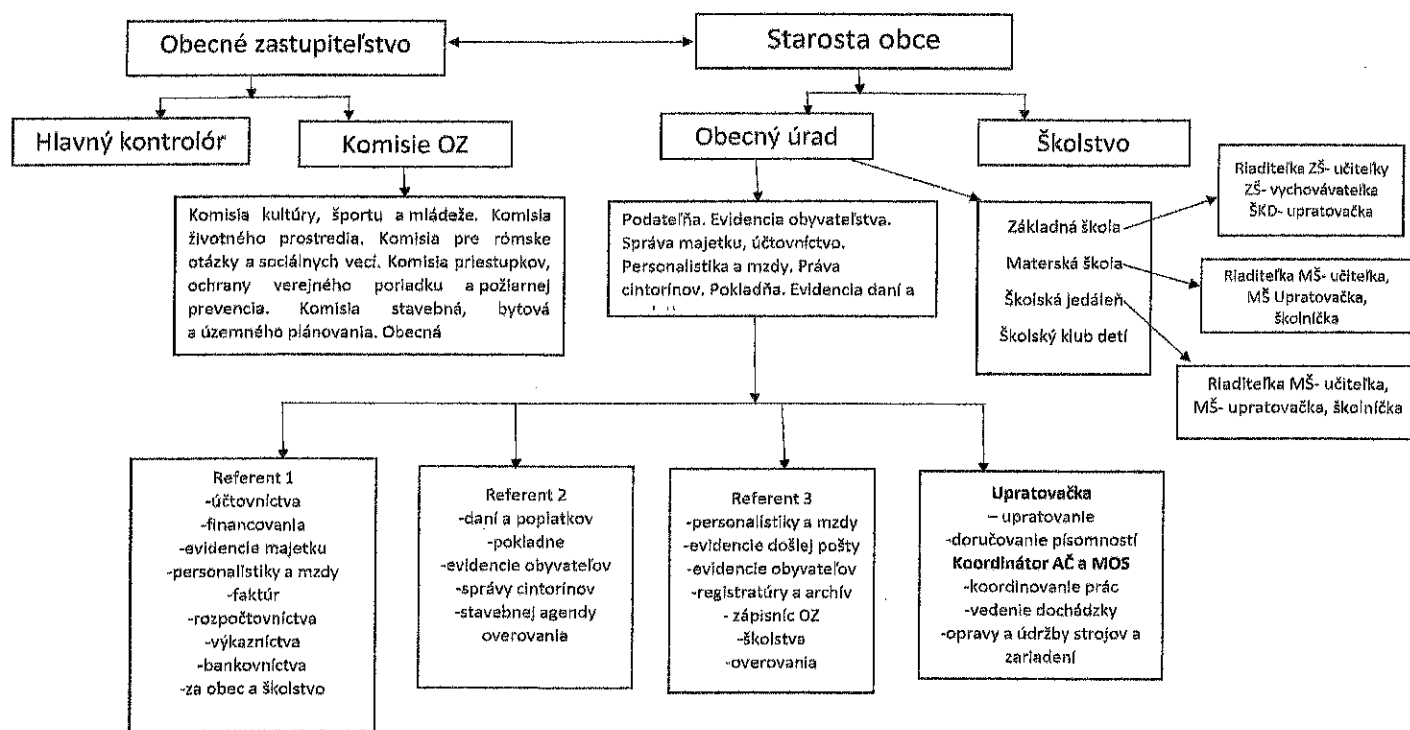 Obecné zastupiteľstvo
Starosta obce
Hlavný kontrolór
Komisie OZ
Obecný úrad
Školstvo
Komisia kultúry, športu a mládeže. Komisia
životného prostredia. Komisia pre rómske
otázky a sociálnych vecí. Komisia priestupkov,
ochrany verejného poriadku a požiarnej
prevencia. Komisia stavebná, bytová
a územného plánovania. Obecná
Podateľňa. Evidencia obyvateľstva.
Správa majetku, účtovníctvo.
Personalistika a mzdy. Práva
cintorínov. Pokladňa. Evidencia daní a
Základná škola
Materská škola
Školská jedáleň
Školský klub detí
Riaditeľka ZŠ- učiteľky
ZŠ- vychovávateľka
ŠKD- upratovačka
Riaditeľka MŠ- učiteľka,
MŠ Upratovačka,
školníčka
Riaditeľka MŠ- učiteľka,
MŠ- upratovačka, školníčka
Referent 1
-účtovníctva
-financovania
-evidencie majetku
-personalistiky a mzdy
-faktúr
-rozpočtovníctva
-výkazníctva
-bankovníctva
-za obec a školstvo
Referent 2
-daní a poplatkov
-pokladne
-evidencie obyvateľov
-správy cintorínov
-stavebnej agendy
overovania
Referent 3
-personalistiky a mzdy
-evidencie došlej pošty
-evidencie obyvateľov
-registratúry a archív
- zápisníc OZ
-školstva
-overovania
Upratovačka
– upratovanie
-doručovanie písomností
Koordinátor AČ a MOS
-koordinovanie prác
-vedenie dochádzky
-opravy a údržby strojov a
zariadení